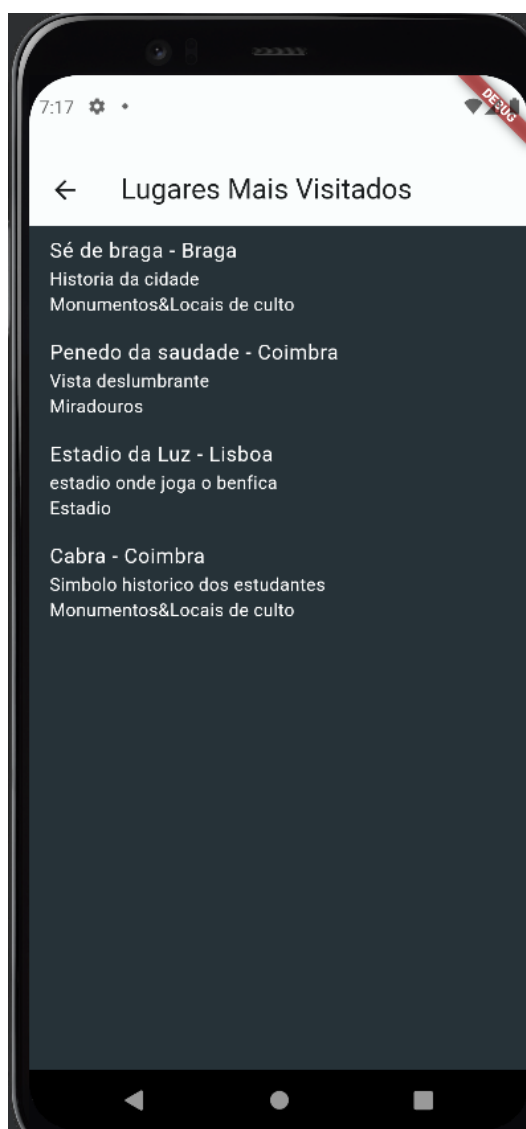 7:17
DEBUG
Lugares Mais Visitados
Sé de braga - Braga
Historia da cidade
Monumentos&Locais de culto
Penedo da saudade - Coimbra
Vista deslumbrante
Miradouros
Estadio da Luz - Lisboa
estadio onde joga o benfica
Estadio
Cabra - Coimbra
Simbolo historico dos estudantes
Monumentos&Locais de culto